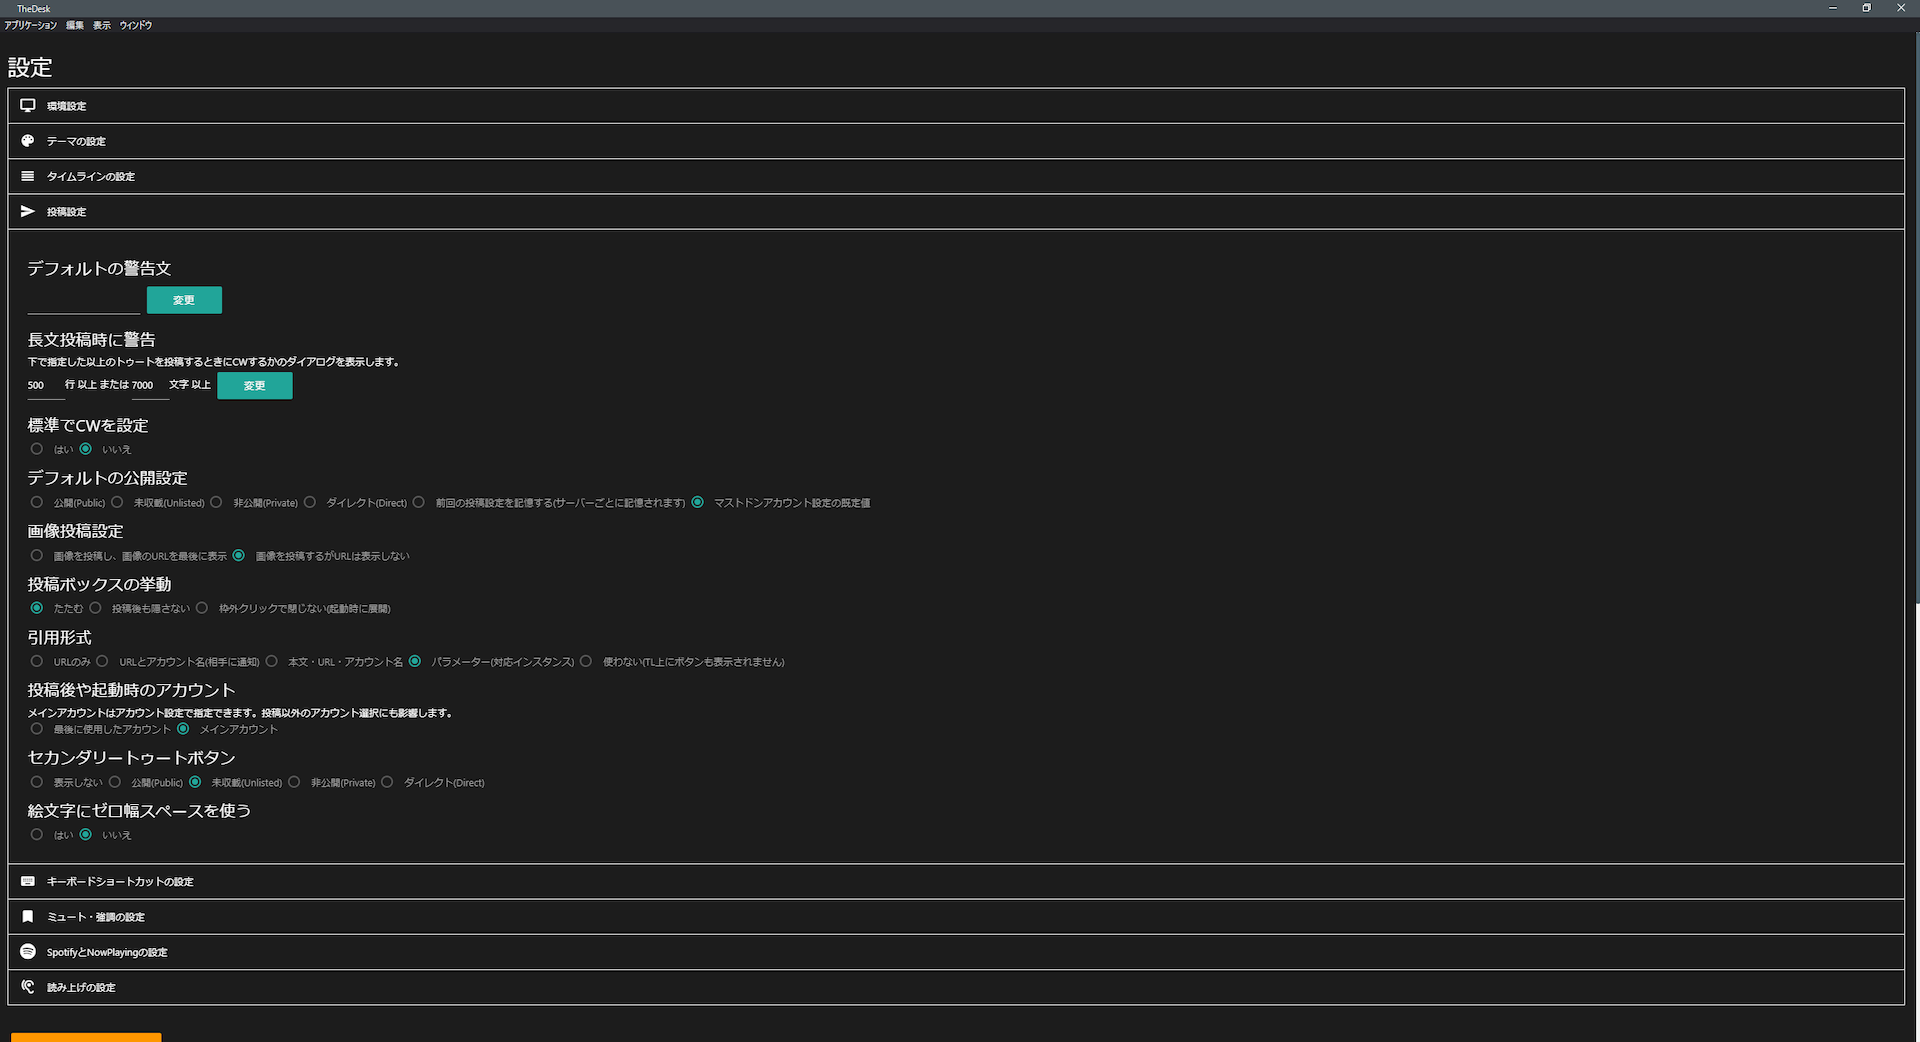 TheDesk
アプリケーション 編集 表示 ウィンドウ
設定
環境設定
テーマの設定
タイムラインの設定
投稿設定
デフォルトの警告文
変更
長文投稿時に警告
下で指定した以上のトゥートを投稿するときにCWするかのダイアログを表示します。
500 行 以上 または 7000 文字 以上 変更
標準でCWを設定
はい いいえ
デフォルトの公開設定
公開(Public) 未収載(Unlisted) 非公開(Private) ダイレクト(Direct) 前回の投稿設定を記憶する(サーバーごとに記憶されます) マストドンアカウント設定の既定値
画像投稿設定
画像を投稿し、画像のURLを最後に表示 画像を投稿するがURLは表示しない
投稿ボックスの挙動
たたむ 投稿後も隠さない 枠外クリックで閉じない(起動時に展開)
引用形式
URLのみ URLとアカウント名(相手に通知) 本文・URL・アカウント名 パラメーター(対応インスタンス) 使わない(TL上にボタンも表示されません)
投稿後や起動時のアカウント
メインアカウントはアカウント設定で指定できます。投稿以外のアカウント選択にも影響します。
最後に使用したアカウント メインアカウント
セカンダリートゥートボタン
表示しない 公開(Public) 未収載(Unlisted) 非公開(Private) ダイレクト(Direct)
絵文字にゼロ幅スペースを使う
はい いいえ
キーボードショートカットの設定
ミュート・強調の設定
SpotifyとNowPlayingの設定
読み上げの設定